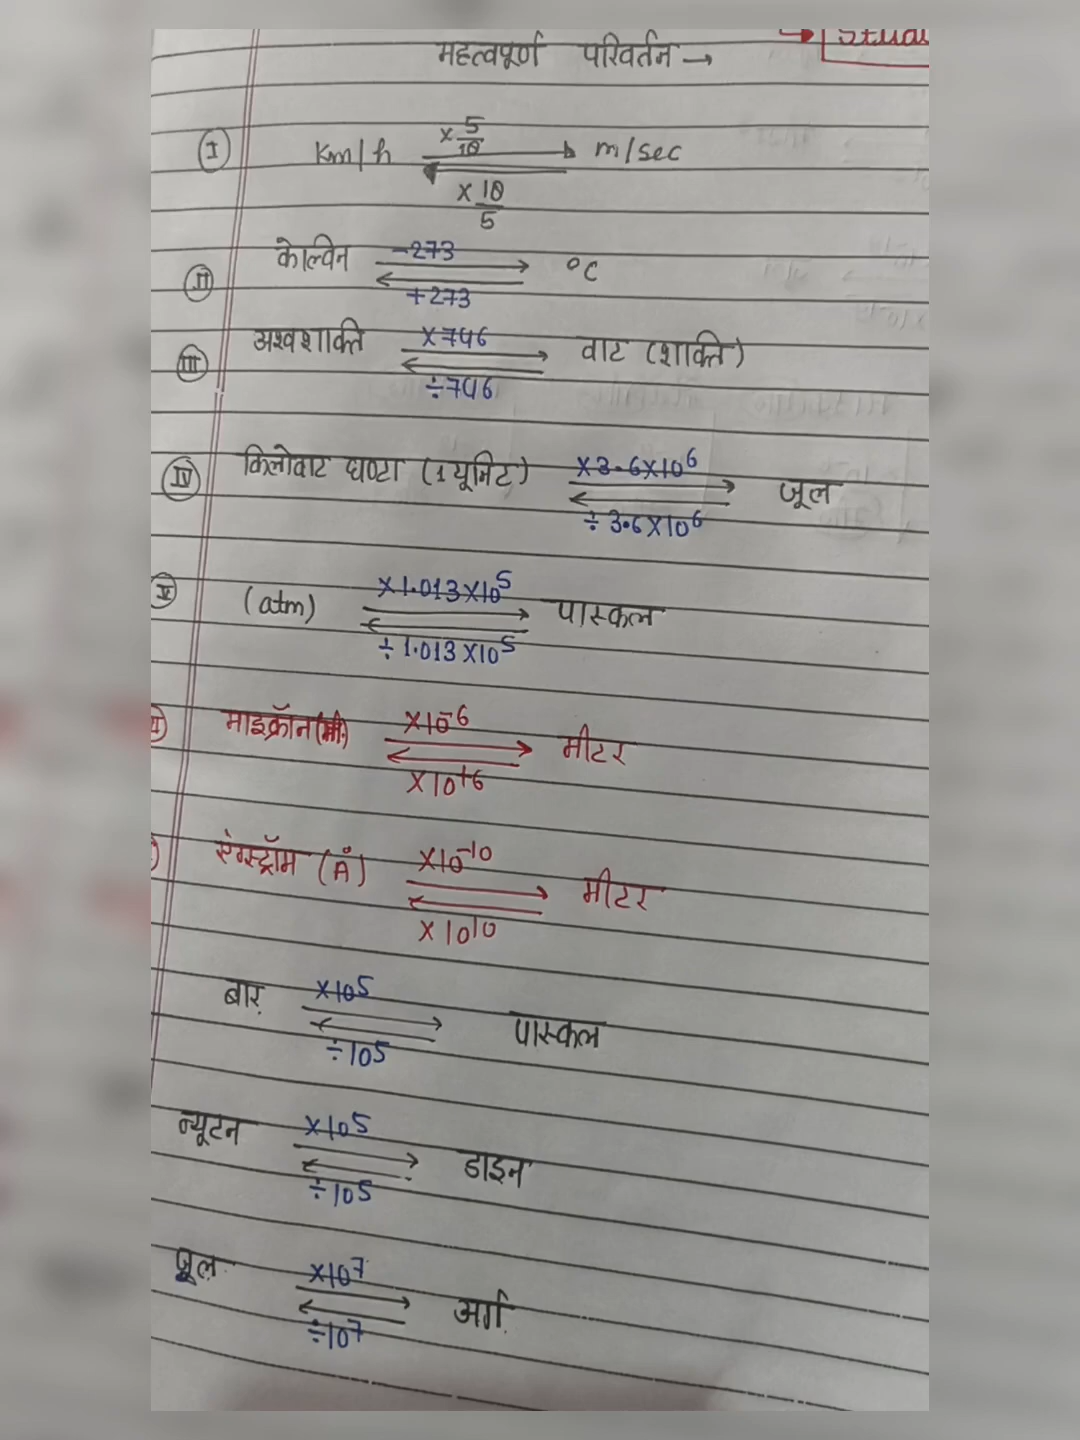 महत्वपूर्ण परिवर्तन →
(I) Km/h ×5/18 m/sec
×18/5
(II) केल्विन -273 °C
+273
(III) अश्वशक्ति ×746 वाट (शक्ति)
÷746
(IV) किलोवाट घण्टा (1 यूनिट) ×3.6×10⁶ जूल
÷3.6×10⁶
(V) (atm) ×1.013×10⁵ पास्कल
÷1.013×10⁵
माइक्रॉन ×10⁻⁶ मीटर
×10⁺⁶
एंग्स्ट्रॉम (Å) ×10⁻¹⁰ मीटर
×10¹⁰
बार ×10⁵ पास्कल
÷10⁵
न्यूटन ×10⁵ डाइन
÷10⁵
जूल ×10⁷ अर्ग
÷10⁷